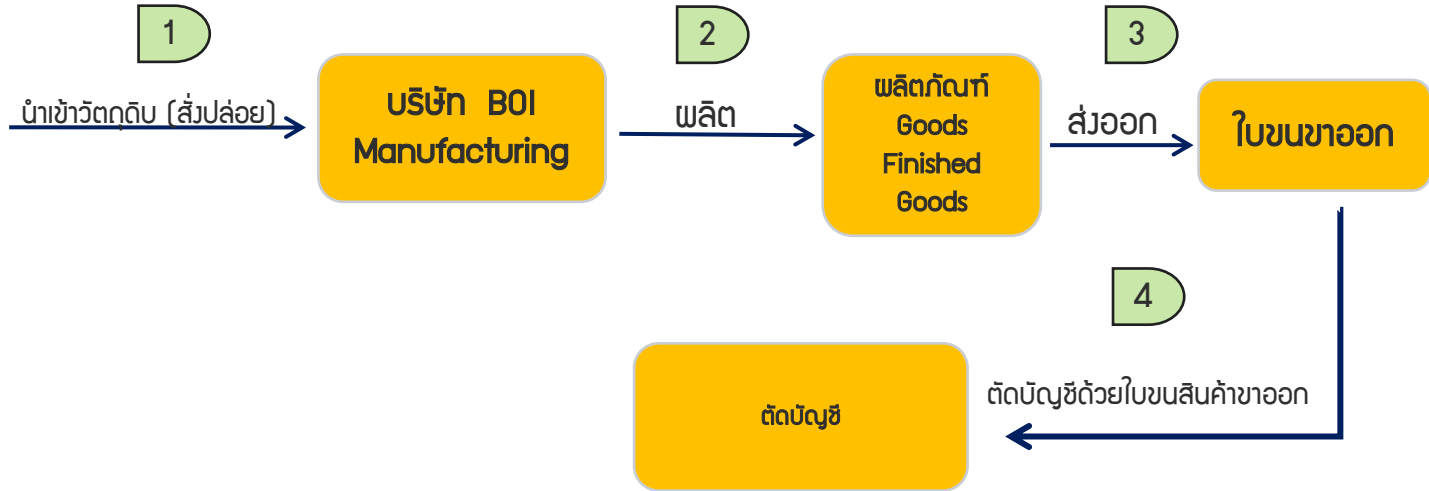 1
2
3
นำเข้าวัตถุดิบ (สั่งปล่อย)
บริษัท BOI
Manufacturing
ผลิต
ผลิตภัณฑ์
Goods
Finished
Goods
ส่งออก
ใบขนขาออก
4
ตัดบัญชี
ตัดบัญชีด้วยใบขนสินค้าขาออก